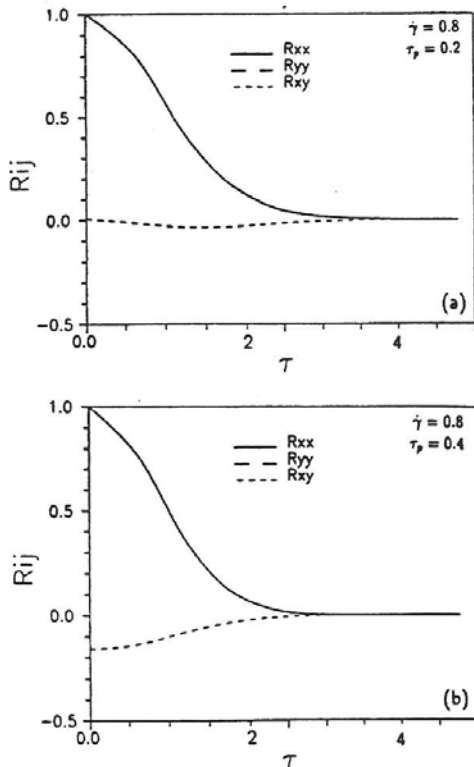 1.0
0.5
0.0
−0.5
Rij
Rxx
Ryy
Rxy
γ̇ = 0.8
τₚ = 0.2
(a)
0.0
2
4
τ
1.0
0.5
0.0
−0.5
Rij
Rxx
Ryy
Rxy
γ̇ = 0.8
τₚ = 0.4
(b)
0.0
2
4
τ